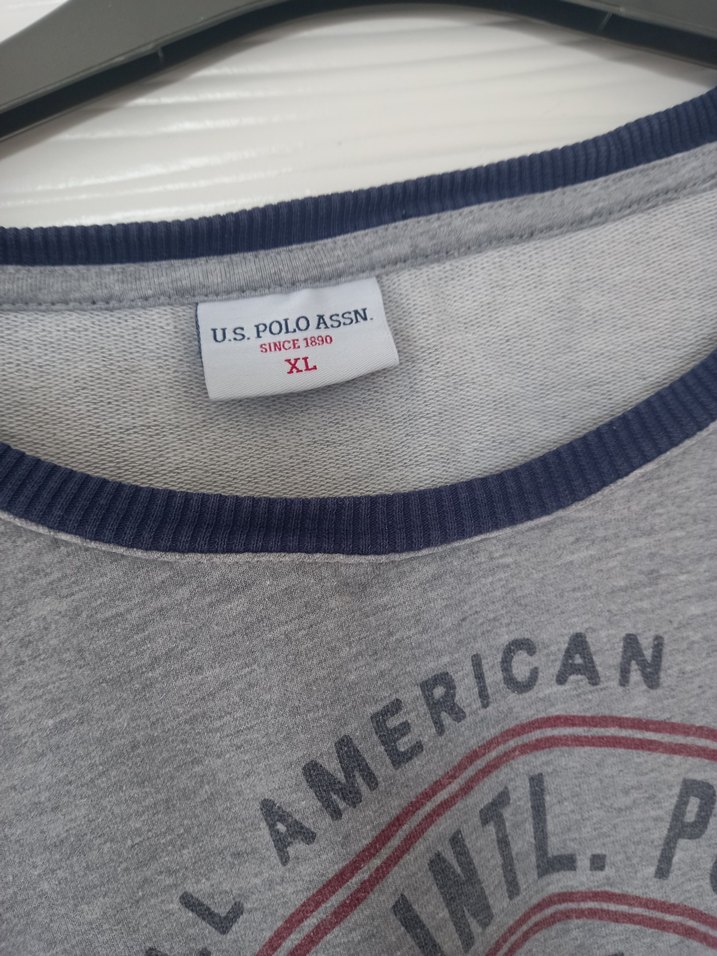 U.S. POLO ASSN.
SINCE 1890
XL
AMERICAN
INTL.